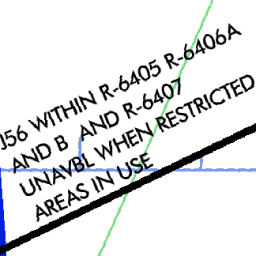 J56 WITHIN R-6405 R-6406A
AND B AND R-6407
UNAVBL WHEN RESTRICTED
AREAS IN USE